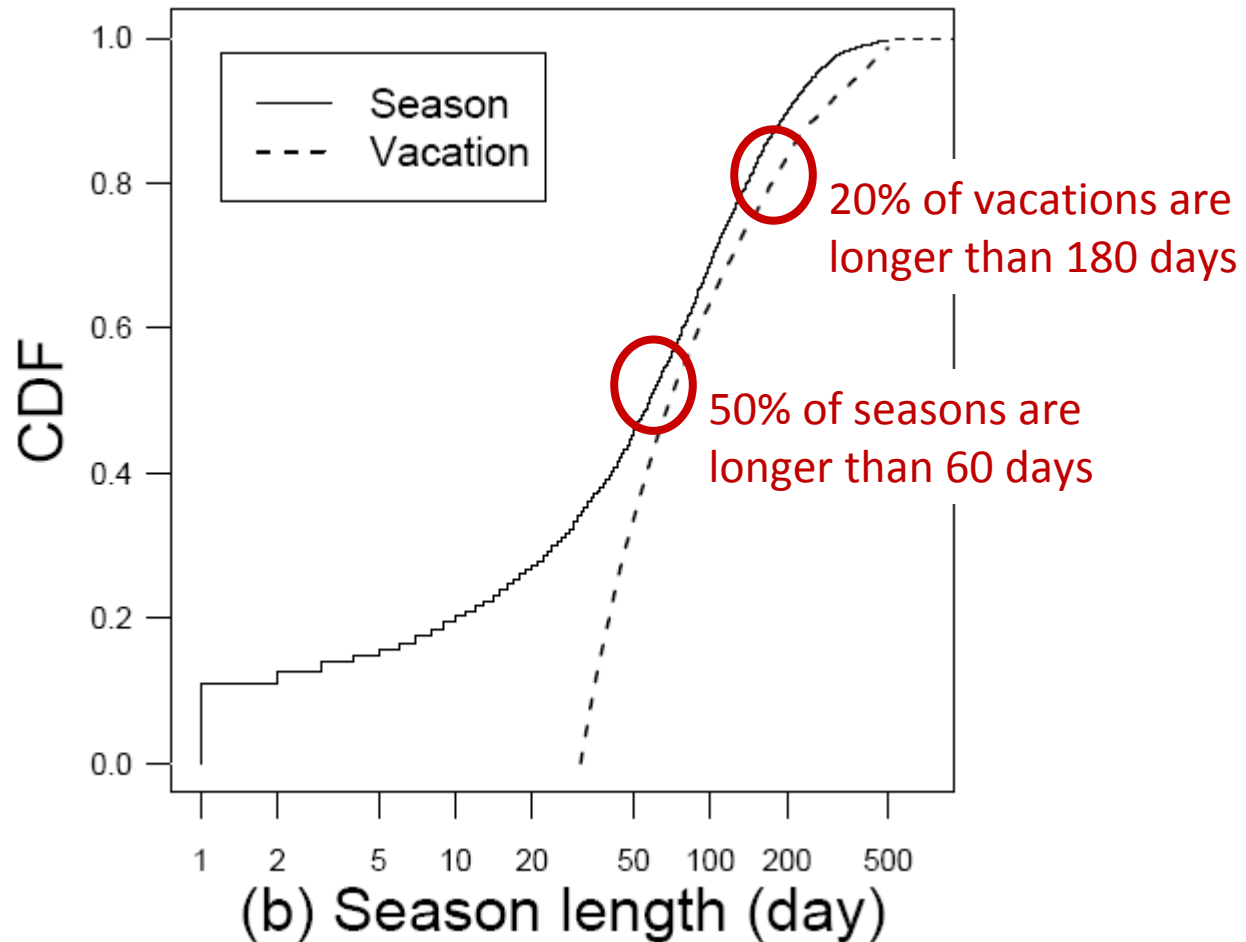 1.0
0.8
0.6
0.4
0.2
0.0
CDF
Season
Vacation
20% of vacations are
longer than 180 days
50% of seasons are
longer than 60 days
1 2 5 10 20 50 100 200 500
(b) Season length (day)